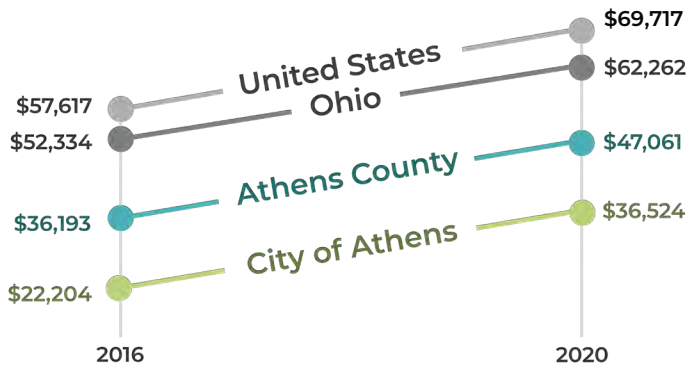 $69,717
United States
$62,262
$57,617
Ohio
$52,334
$47,061
Athens County
$36,193
$36,524
City of Athens
$22,204
2016
2020